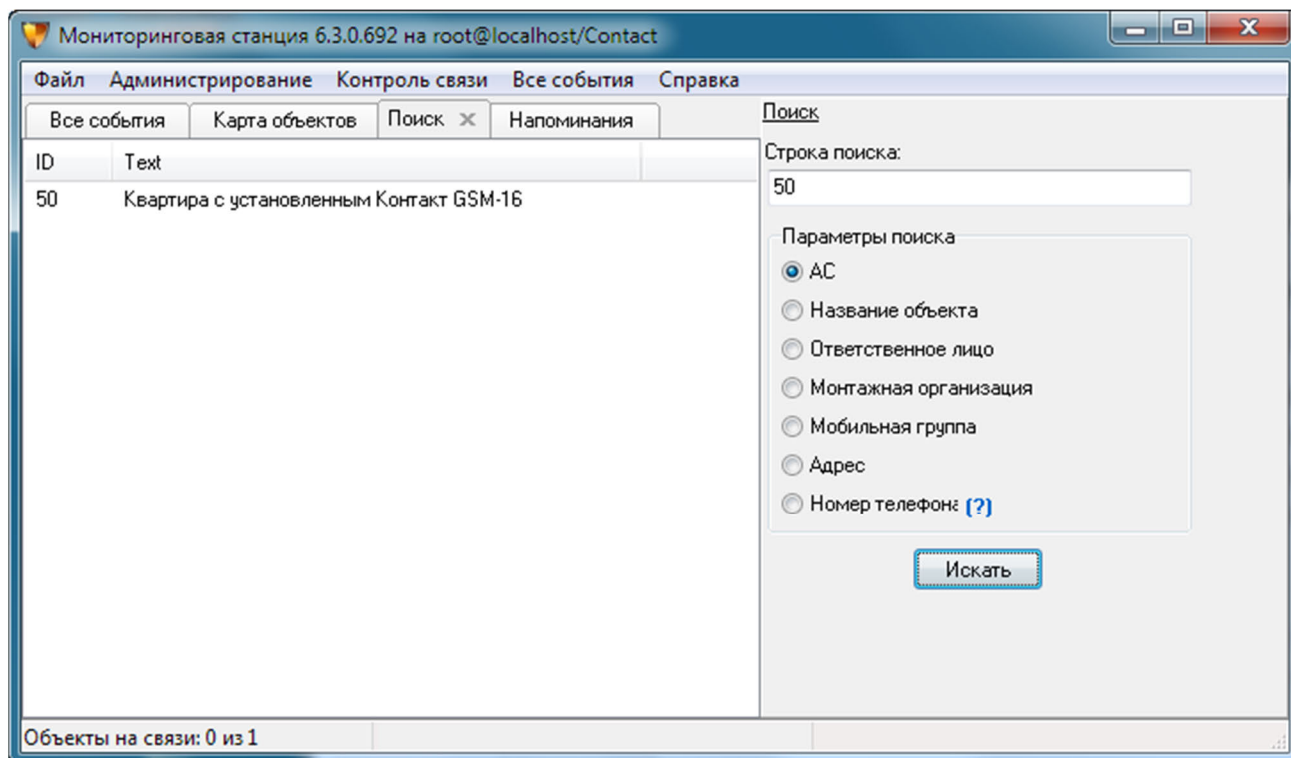 Мониторинговая станция 6.3.0.692 на root@localhost/Contact
Файл Администрирование Контроль связи Все события Справка
Все события Карта объектов Поиск Напоминания
ID Text
50 Квартира с установленным Контакт GSM-16
Поиск
Строка поиска:
50
Параметры поиска
АС
Название объекта
Ответственное лицо
Монтажная организация
Мобильная группа
Адрес
Номер телефона (?)
Искать
Объекты на связи: 0 из 1